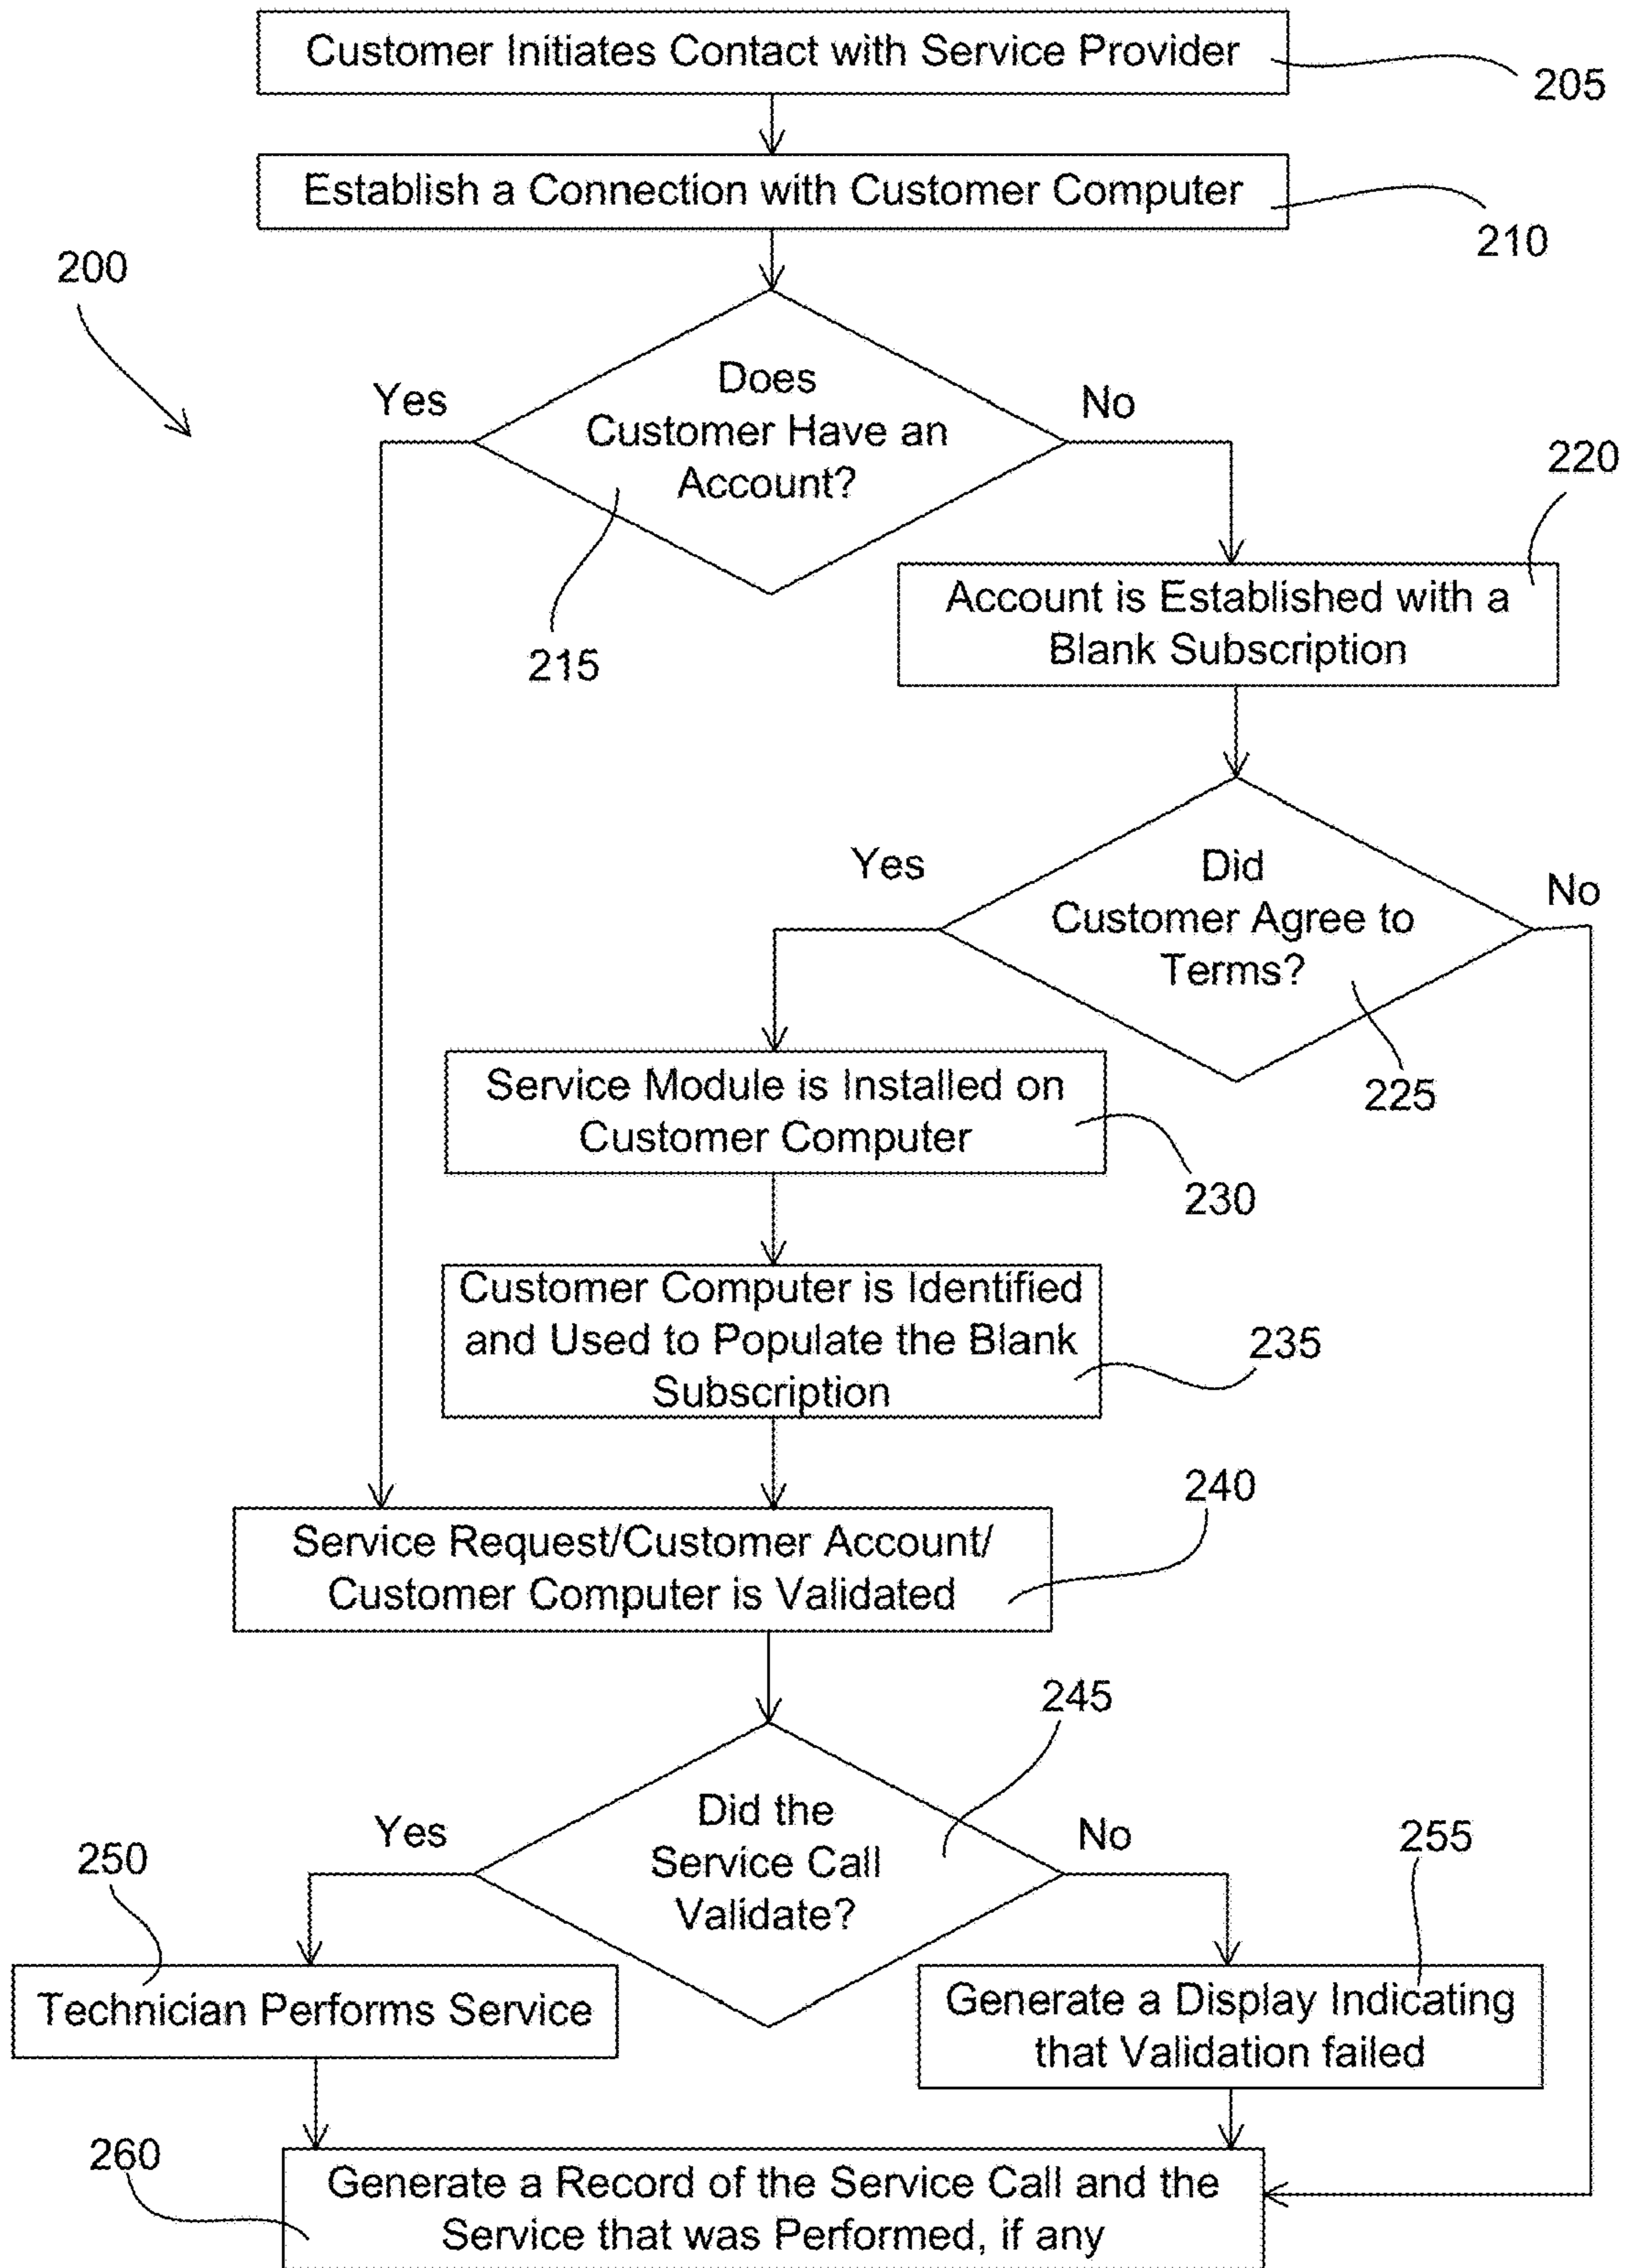 Customer Initiates Contact with Service Provider
205
Establish a Connection with Customer Computer
210
200
Does
Customer Have an
Account?
Yes
No
215
220
Account is Established with a
Blank Subscription
Did
Customer Agree to
Terms?
Yes
No
225
Service Module is Installed on
Customer Computer
230
Customer Computer is Identified
and Used to Populate the Blank
Subscription
235
240
Service Request/Customer Account/
Customer Computer is Validated
245
Did the
Service Call
Validate?
Yes
No
250
255
Technician Performs Service
Generate a Display Indicating
that Validation failed
260
Generate a Record of the Service Call and the
Service that was Performed, if any